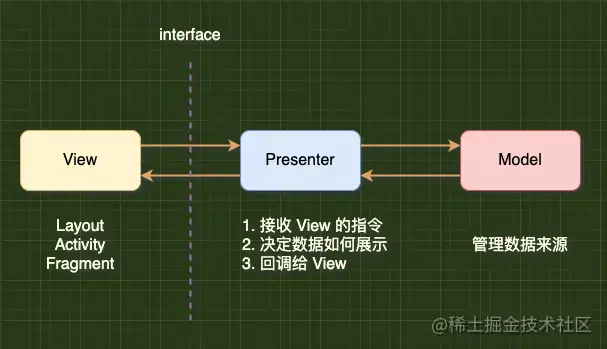 interface
View
Presenter
Model
Layout
Activity
Fragment
1. 接收 View 的指令
2. 决定数据如何展示
3. 回调给 View
管理数据来源
@稀土掘金技术社区